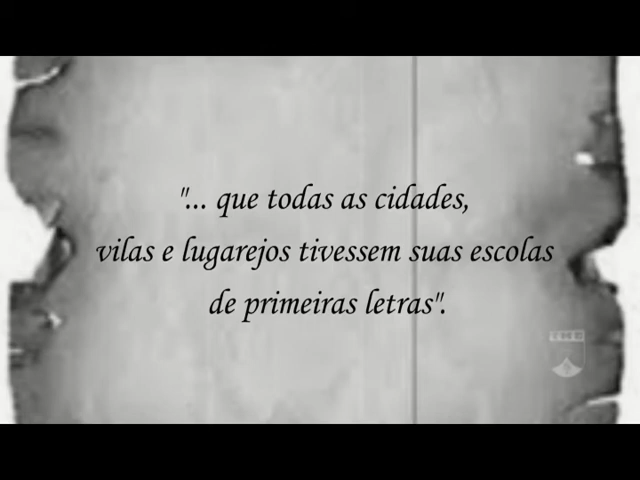 "... que todas as cidades,
vilas e lugarejos tivessem suas escolas
de primeiras letras".